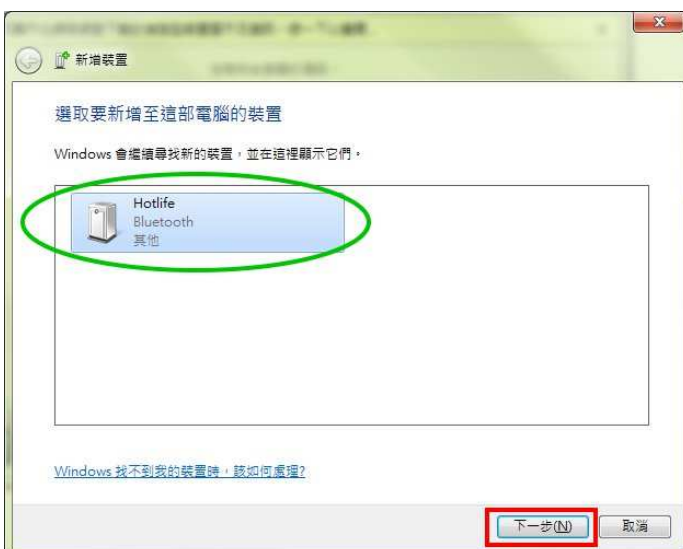 新增裝置
選取要新增至這部電腦的裝置
Windows 會繼續尋找新的裝置，並在這裡顯示它們。
Hotlife
Bluetooth
其他
Windows 找不到我的裝置時，該如何處理?
下一步(N)
取消